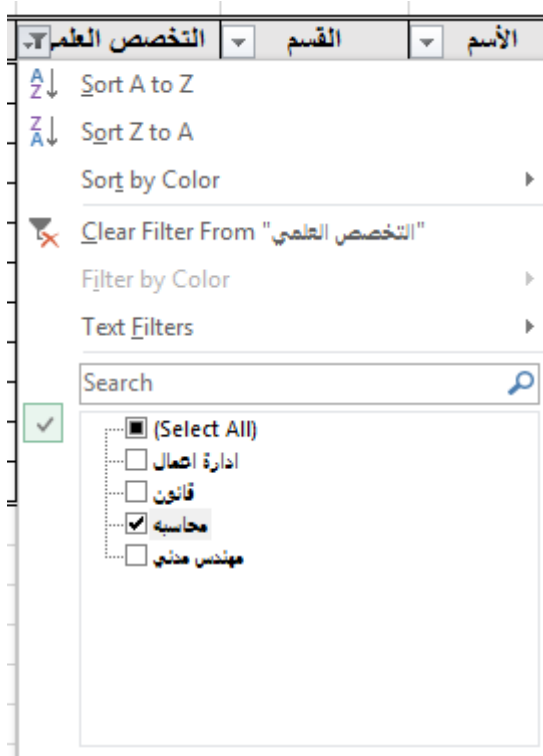 الأسم القسم التخصص العلمي
Sort A to Z
Sort Z to A
Sort by Color
Clear Filter From "التخصص العلمي"
Filter by Color
Text Filters
Search
(Select All)
ادارة اعمال
قانون
محاسبه
مهندس مدني